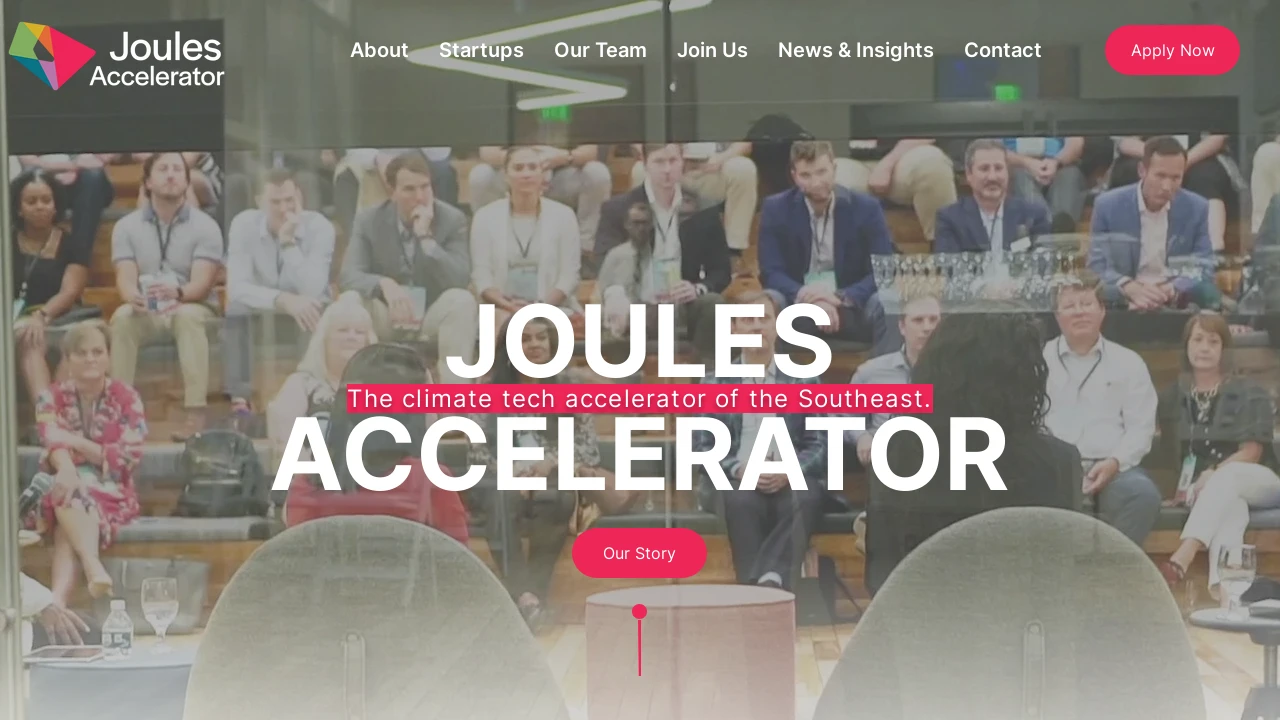 Joules
Accelerator
About
Startups
Our Team
Join Us
News & Insights
Contact
Apply Now
JOULES
The climate tech accelerator of the Southeast.
ACCELERATOR
Our Story